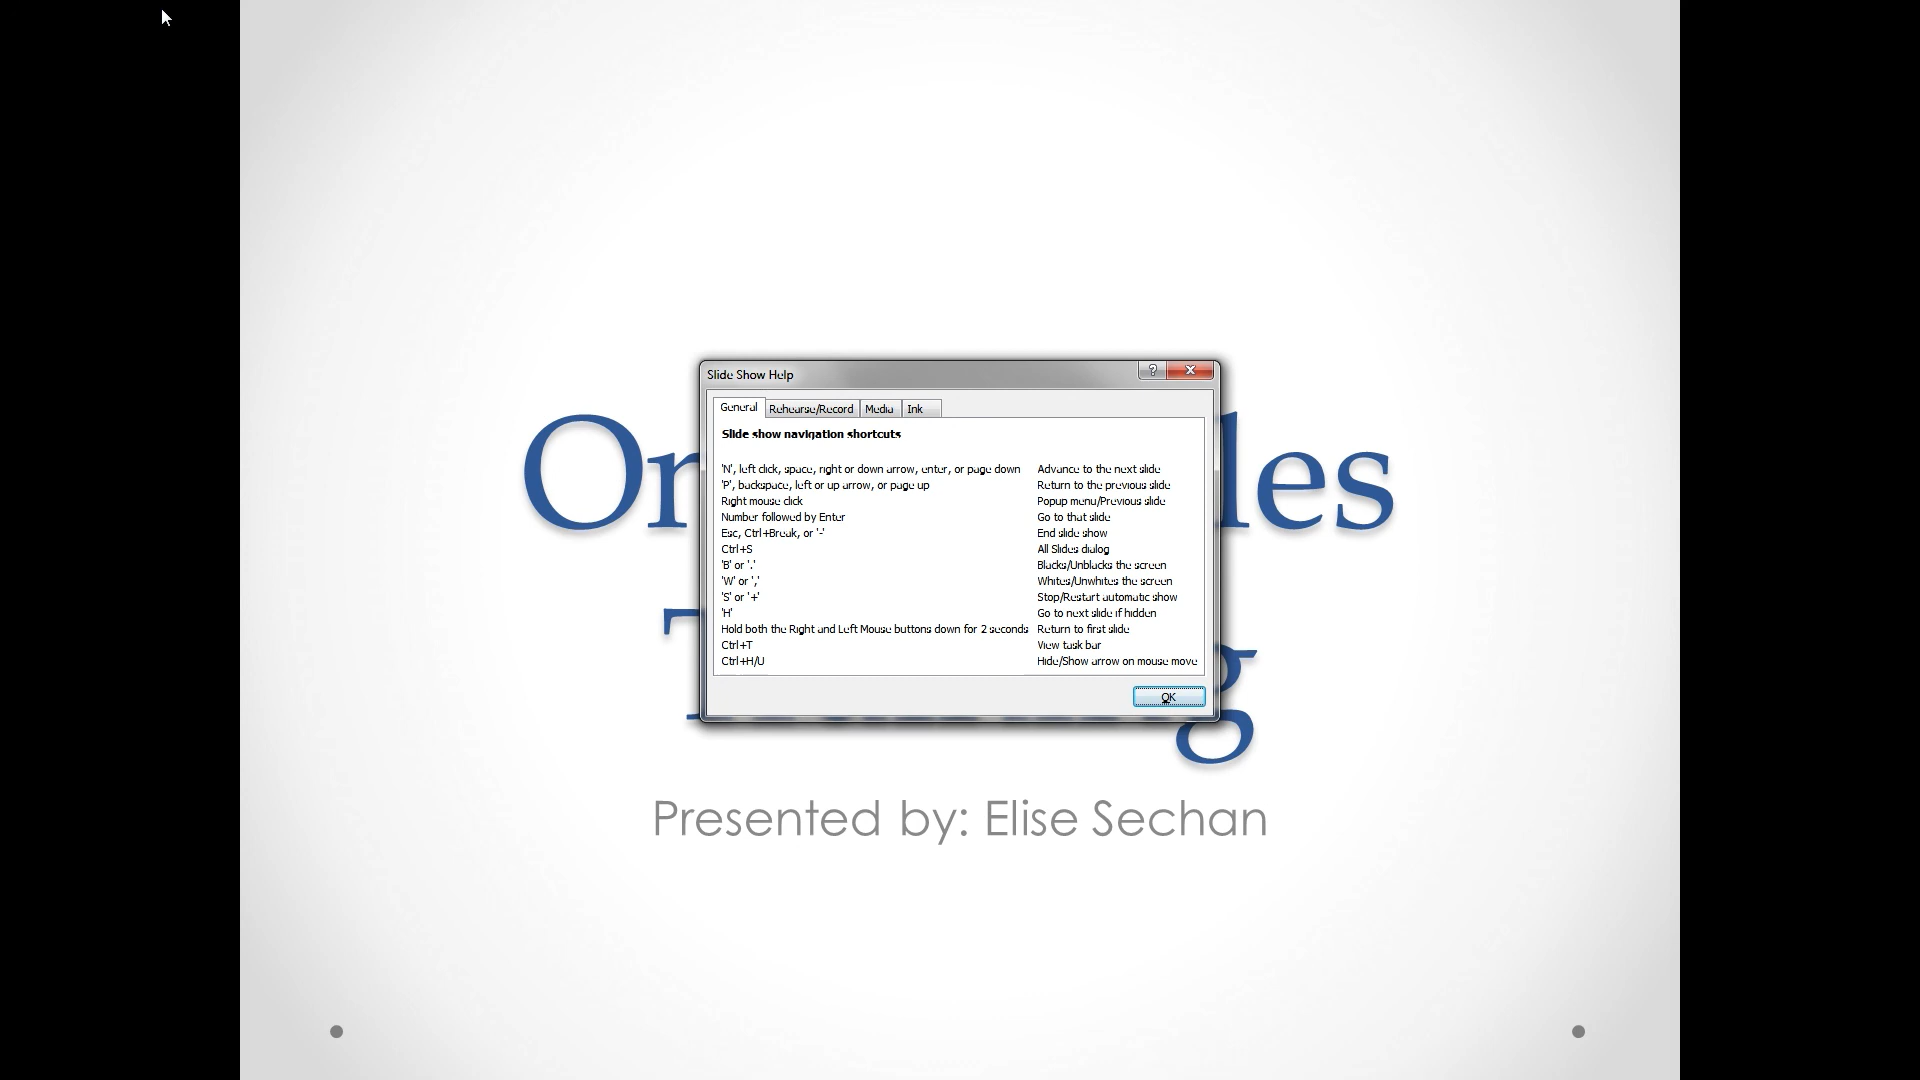 Slide Show Help
General Rehearse/Record Media Ink
Slide show navigation shortcuts
'N', left click, space, right or down arrow, enter, or page down Advance to the next slide
'P', backspace, left or up arrow, or page up Return to the previous slide
Right mouse click Popup menu/Previous slide
Number followed by Enter Go to that slide
Esc, Ctrl+Break, or '-' End slide show
Ctrl+S All Slides dialog
'B' or '.' Blacks/Unblacks the screen
'W' or ',' Whites/Unwhites the screen
'S' or '+' Stop/Restart automatic show
'H' Go to next slide if hidden
Hold both the Right and Left Mouse buttons down for 2 seconds Return to first slide
Ctrl+T View task bar
Ctrl+H/U Hide/Show arrow on mouse move
OK
Presented by: Elise Sechan